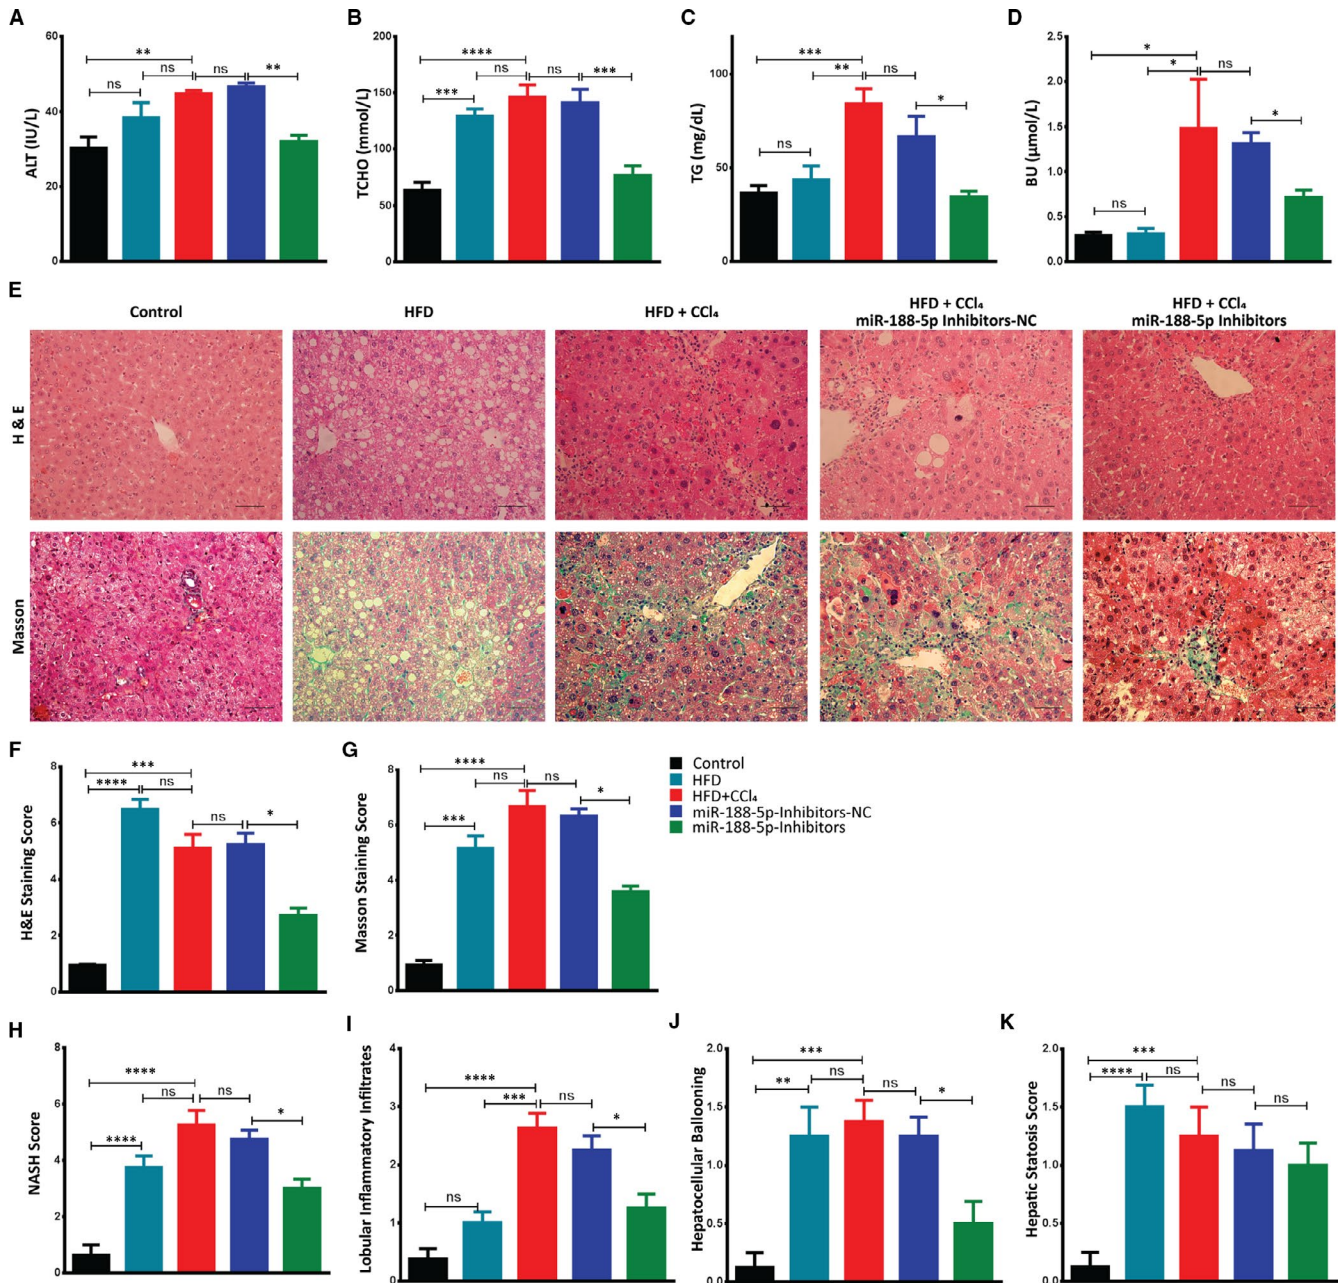 A
B
C
D
60
40
20
0
ALT (IU/L)
**
ns
ns
ns
**
200
150
100
50
0
TCHO (mmol/L)
****
ns
***
ns
***
100
50
0
TG (mg/dL)
***
**
ns
*
ns
2.5
2.0
1.5
1.0
0.5
0.0
BU (µmol/L)
*
*
ns
*
ns
E
Control
HFD
HFD + CCl₄
HFD + CCl₄
miR-188-5p Inhibitors-NC
HFD + CCl₄
miR-188-5p Inhibitors
H & E
Masson
F
8
6
4
2
0
H&E Staining Score
***
****
ns
ns
*
G
8
6
4
2
0
Masson Staining Score
****
ns
ns
*
***
Control
HFD
HFD+CCl₄
miR-188-5p-Inhibitors-NC
miR-188-5p-Inhibitors
H
8
6
4
2
0
NASH Score
****
ns
ns
*
****
I
4
3
2
1
0
Lobular Inflammatory Infiltrates
****
***
ns
*
ns
J
2.0
1.5
1.0
0.5
0.0
Hepatocellular Ballooning
***
**
ns
ns
*
K
2.0
1.5
1.0
0.5
0.0
Hepatic Statosis Score
***
****
ns
ns
ns